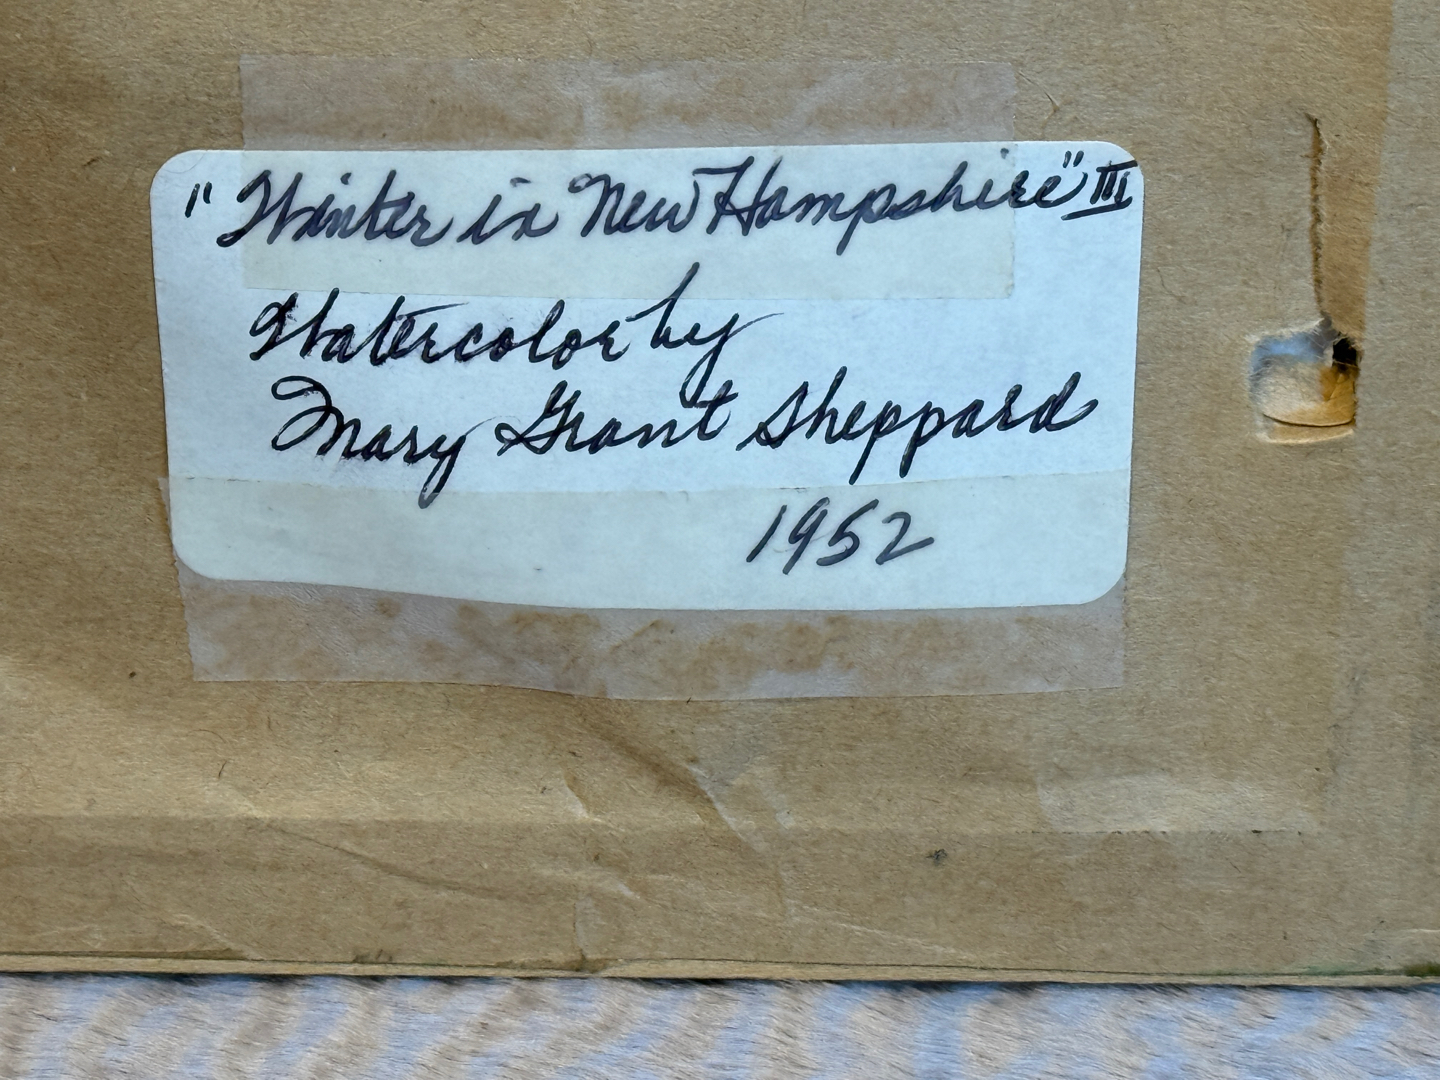 "Winter in New Hampshire" III
Watercolor by
Mary Grant Sheppard
1952